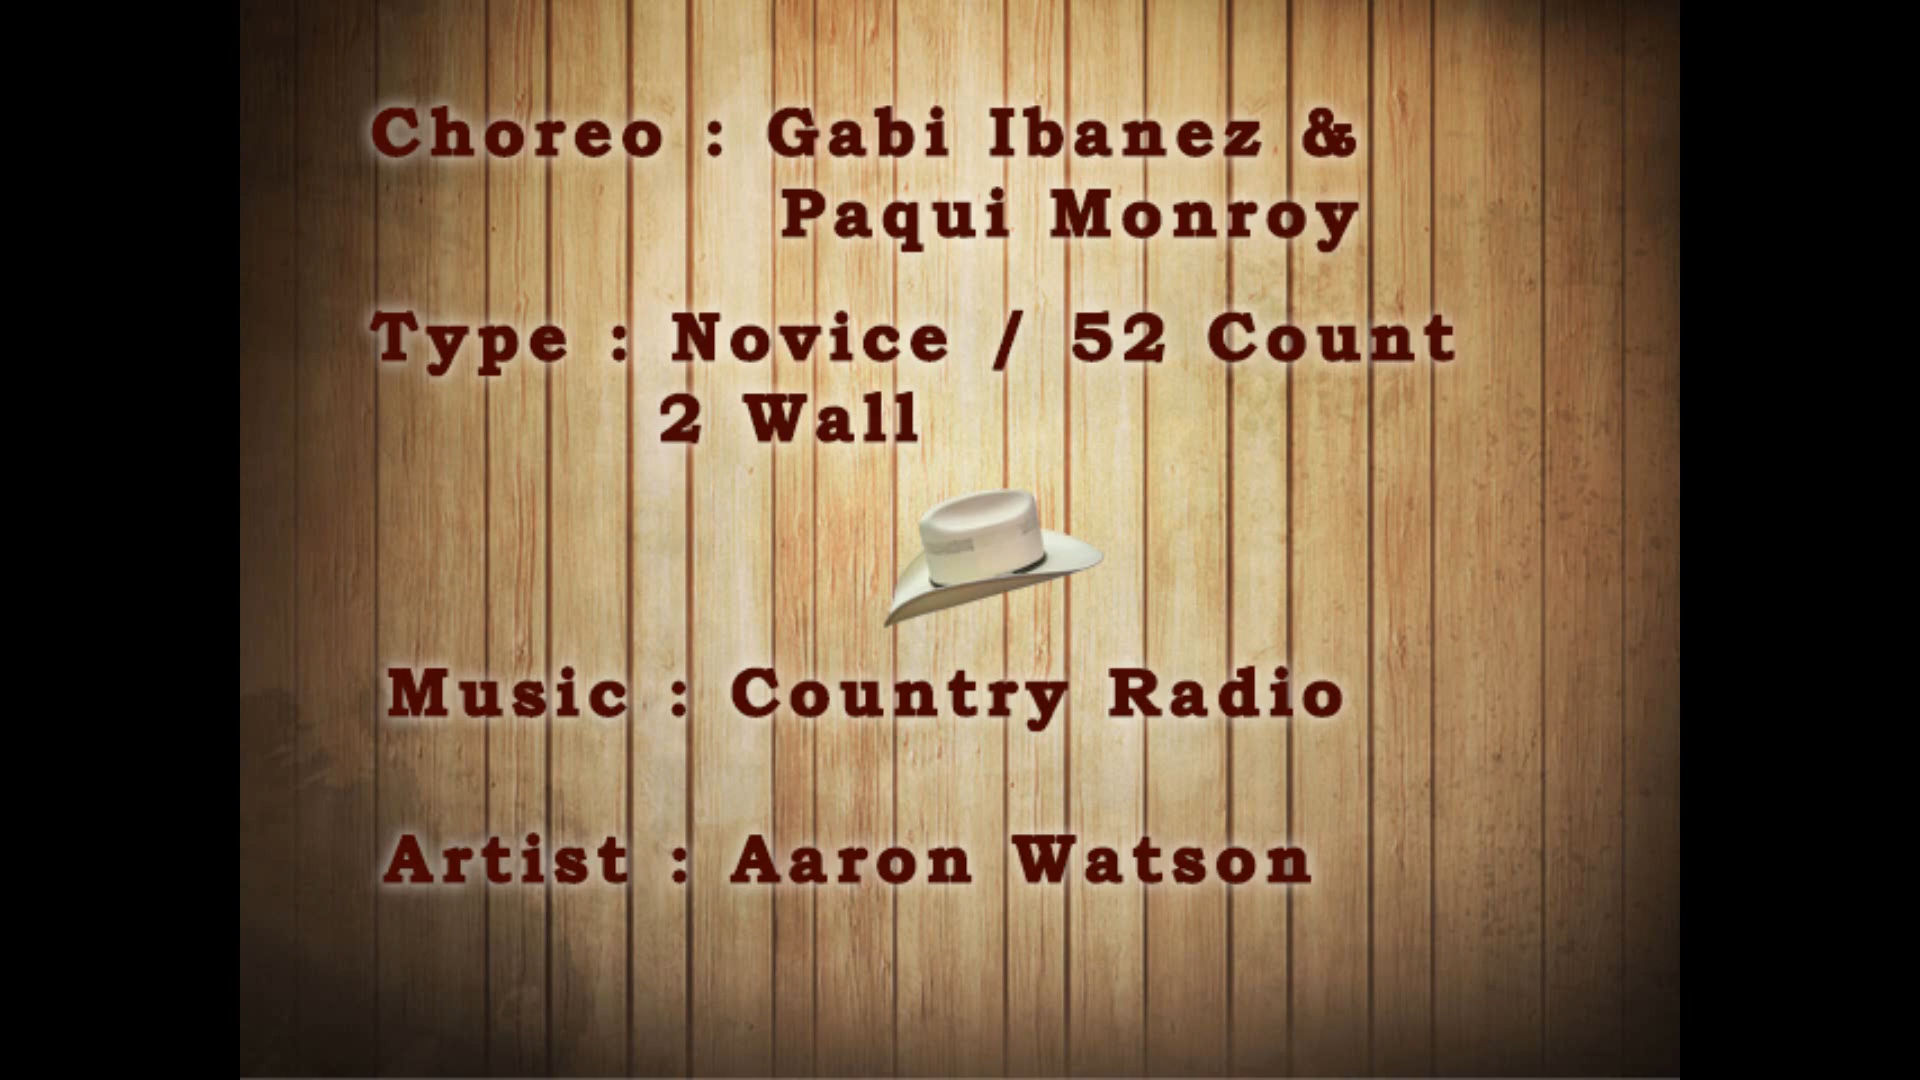 Choreo : Gabi Ibanez &
Paqui Monroy
Type : Novice / 52 Count
2 Wall
Music : Country Radio
Artist : Aaron Watson